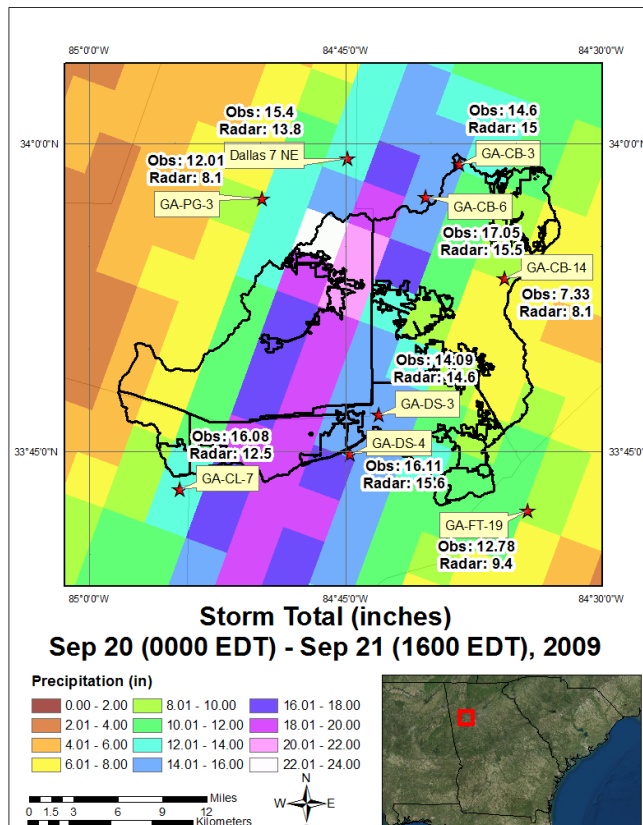 85°0'0"W
84°45'0"W
84°30'0"W
Obs: 15.4
Radar: 13.8
Obs: 14.6
Radar: 15
34°0'0"N
34°0'0"N
Dallas 7 NE
GA-CB-3
Obs: 12.01
Radar: 8.1
GA-PG-3
GA-CB-6
Obs: 17.05
Radar: 15.5
GA-CB-14
Obs: 7.33
Radar: 8.1
Obs: 14.09
Radar: 14.6
GA-DS-3
Obs: 16.08
Radar: 12.5
GA-DS-4
33°45'0"N
33°45'0"N
Obs: 16.11
Radar: 15.6
GA-CL-7
GA-FT-19
Obs: 12.78
Radar: 9.4
85°0'0"W
84°45'0"W
84°30'0"W
Storm Total (inches)
Sep 20 (0000 EDT) - Sep 21 (1600 EDT), 2009
Precipitation (in)
0.00 - 2.00
8.01 - 10.00
16.01 - 18.00
2.01 - 4.00
10.01 - 12.00
18.01 - 20.00
4.01 - 6.00
12.01 - 14.00
20.01 - 22.00
6.01 - 8.00
14.01 - 16.00
22.01 - 24.00
Miles
0 1.5 3 6 9 12
Kilometers
N
W E
S